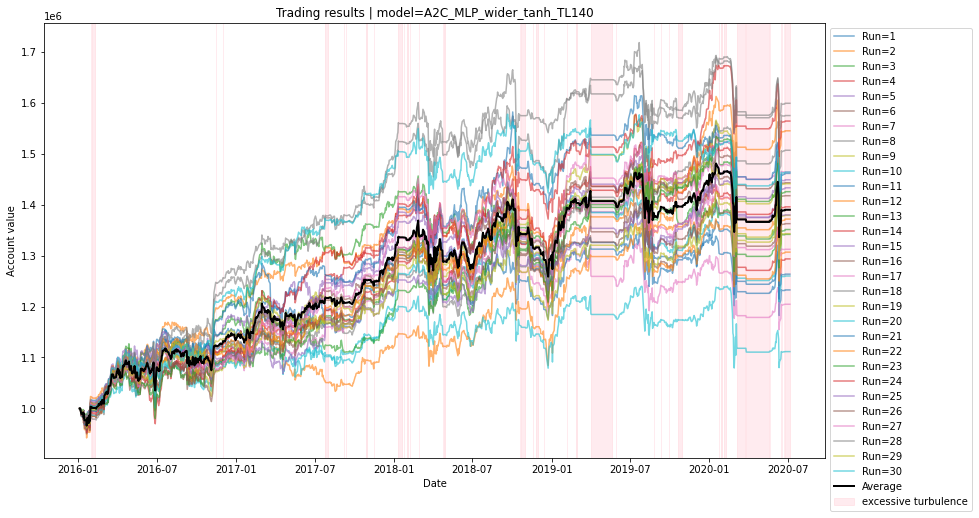 Trading results | model=A2C_MLP_wider_tanh_TL140
1e6
1.7
1.6
1.5
1.4
1.3
1.2
1.1
1.0
Account value
2016-01 2016-07 2017-01 2017-07 2018-01 2018-07 2019-01 2019-07 2020-01 2020-07
Date
Run=1
Run=2
Run=3
Run=4
Run=5
Run=6
Run=7
Run=8
Run=9
Run=10
Run=11
Run=12
Run=13
Run=14
Run=15
Run=16
Run=17
Run=18
Run=19
Run=20
Run=21
Run=22
Run=23
Run=24
Run=25
Run=26
Run=27
Run=28
Run=29
Run=30
Average
excessive turbulence